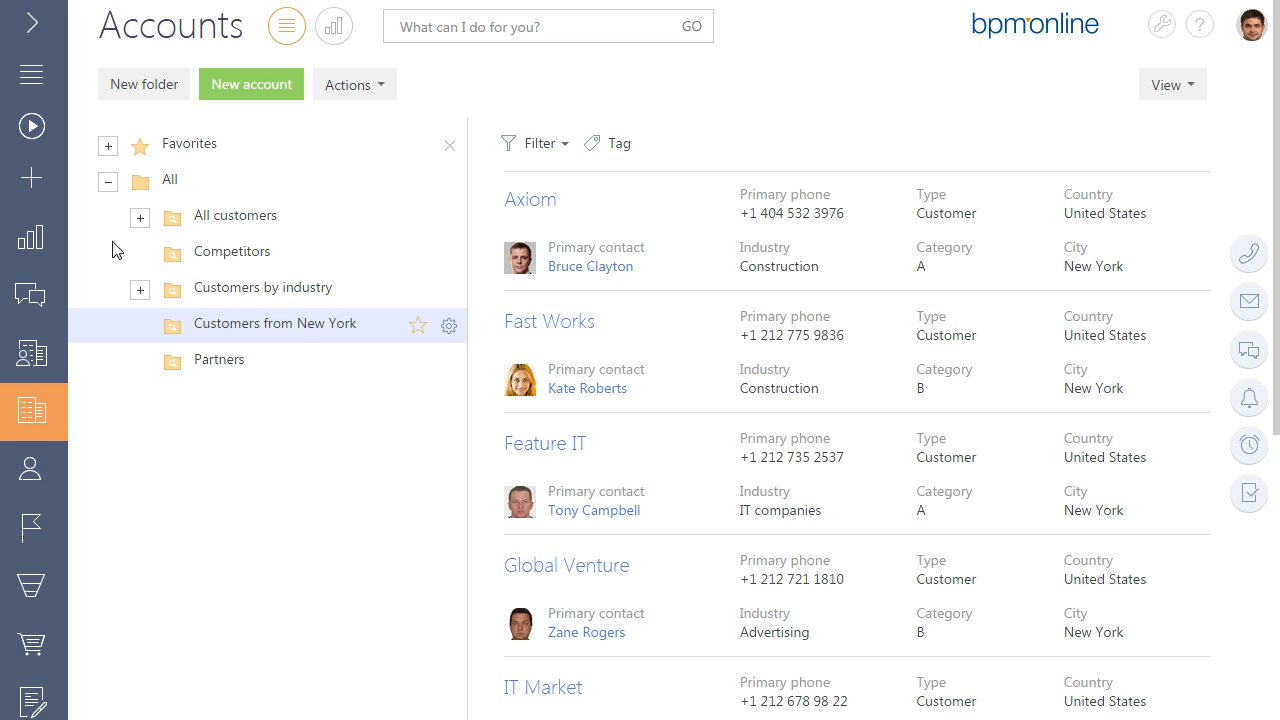 Accounts
What can I do for you?
GO
bpm'online
?
New folder
New account
Actions
View
Favorites
All
All customers
Competitors
Customers by industry
Customers from New York
Partners
Filter
Tag
Axiom
Primary phone
+1 404 532 3976
Type
Customer
Country
United States
Primary contact
Bruce Clayton
Industry
Construction
Category
A
City
New York
Fast Works
Primary phone
+1 212 775 9836
Type
Customer
Country
United States
Primary contact
Kate Roberts
Industry
Construction
Category
B
City
New York
Feature IT
Primary phone
+1 212 735 2537
Type
Customer
Country
United States
Primary contact
Tony Campbell
Industry
IT companies
Category
A
City
New York
Global Venture
Primary phone
+1 212 721 1810
Type
Customer
Country
United States
Primary contact
Zane Rogers
Industry
Advertising
Category
B
City
New York
IT Market
Primary phone
+1 212 678 98 22
Type
Customer
Country
United States